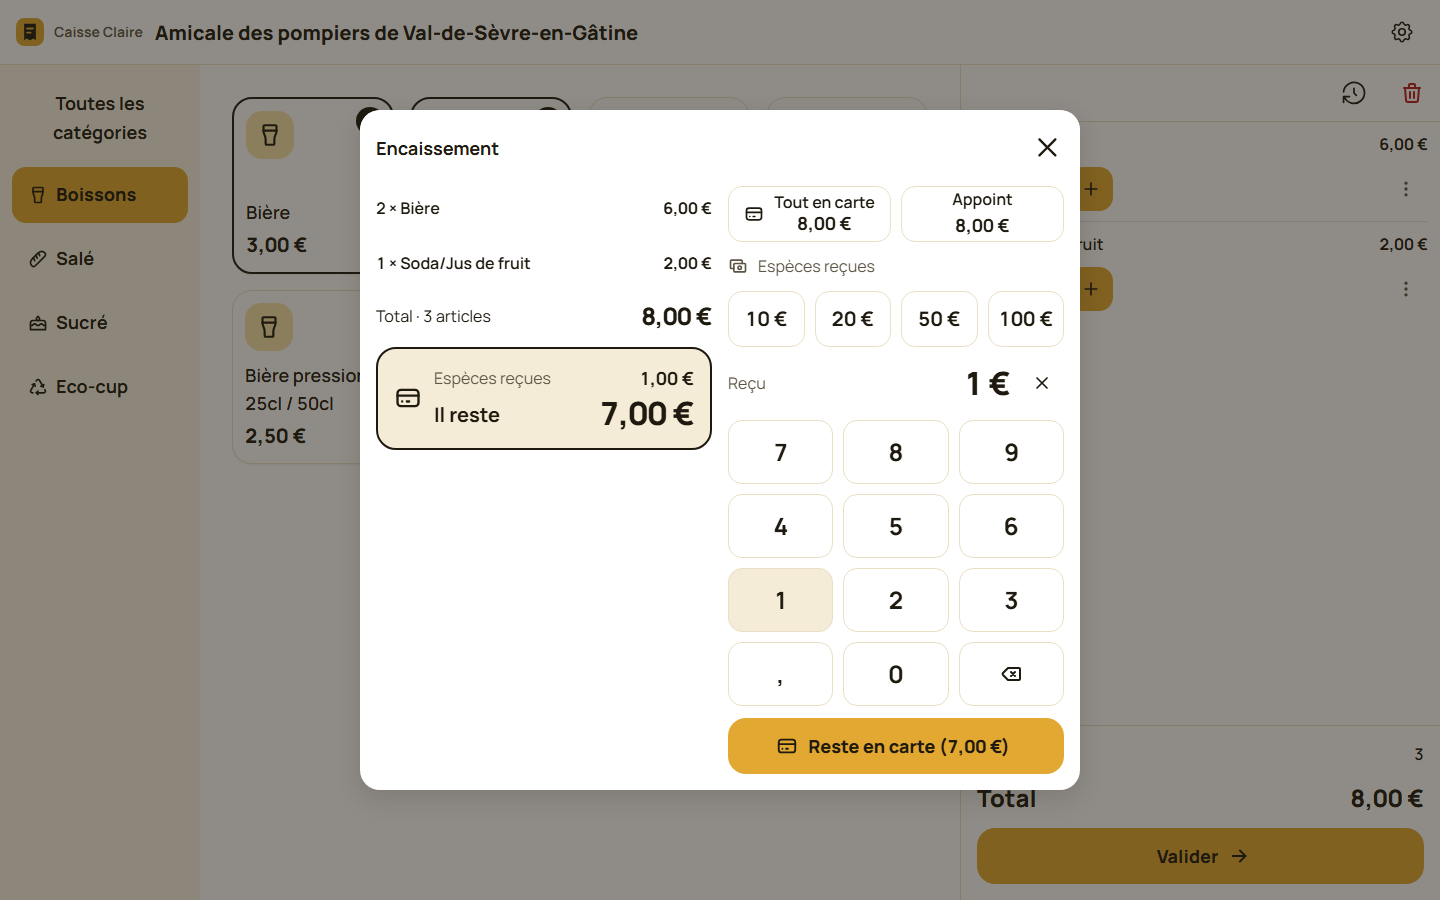 Caisse Claire
Amicale des pompiers de Val-de-Sèvre-en-Gâtine
Toutes les
catégories
Boissons
Salé
Sucré
Eco-cup
Bière
3,00 €
Bière pression
25cl / 50cl
2,50 €
Encaissement
2 × Bière
6,00 €
1 × Soda/Jus de fruit
2,00 €
Total · 3 articles
8,00 €
Espèces reçues
1,00 €
Il reste
7,00 €
Tout en carte
8,00 €
Appoint
8,00 €
Espèces reçues
10 €
20 €
50 €
100 €
Reçu
1 €
7
8
9
4
5
6
1
2
3
,
0
Reste en carte (7,00 €)
6,00 €
ruit
2,00 €
3
Total
8,00 €
Valider